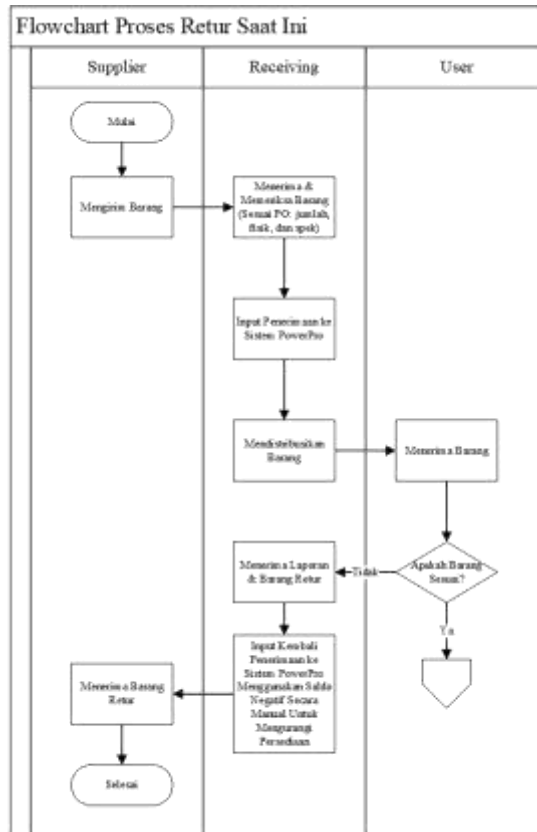 Flowchart Proses Retur Saat Ini
Supplier
Receiving
User
Mulai
Mengirim Barang
Menerima &
Memeriksa Barang
(Sesuai PO: jumlah,
fisik, dan spek)
Input Penerimaan ke
Sistem PowerPro
Mendistribusikan
Barang
Menerima Barang
Apakah Barang
Sesuai?
Tidak
Ya
Menerima Laporan
& Barang Retur
Input Kembali
Penerimaan ke
Sistem PowerPro
Menggunakan Saldo
Negatif Secara
Manual Untuk
Mengurangi
Persediaan
Menerima Barang
Retur
Selesai